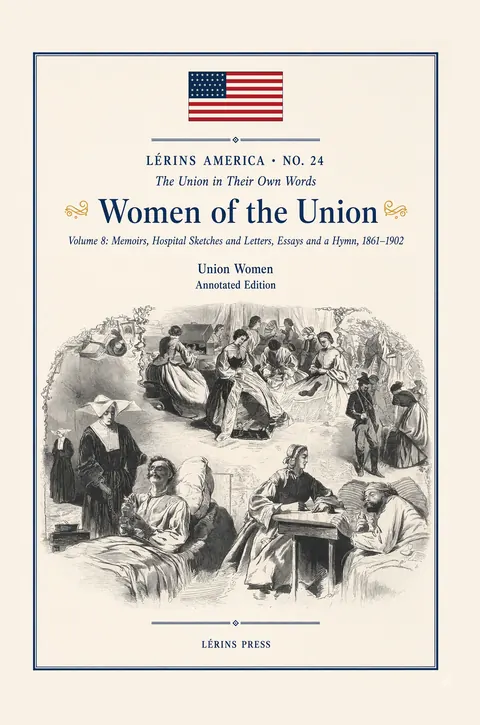 LÉRINS AMERICA • NO. 24
The Union in Their Own Words
Women of the Union
Volume 8: Memoirs, Hospital Sketches and Letters, Essays and a Hymn, 1861–1902
Union Women
Annotated Edition
LÉRINS PRESS